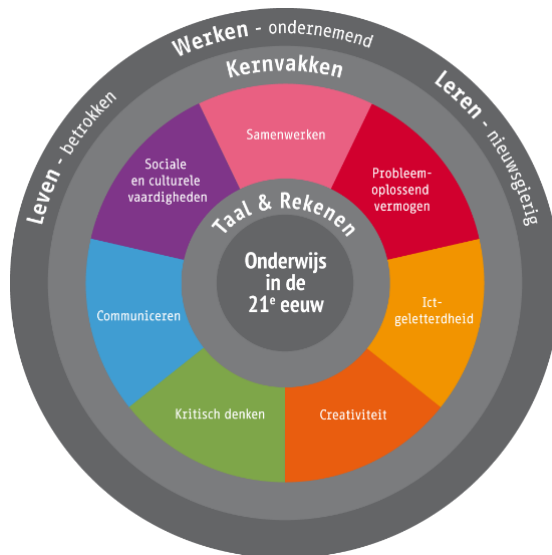 Werken - ondernemend
Kernvakken
Leven - betrokken
Leren - nieuwsgierig
Samenwerken
Sociale
en culturele
vaardigheden
Probleem-
oplossend
vermogen
Taal & Rekenen
Onderwijs
in de
21e eeuw
Communiceren
Ict-
geletterdheid
Kritisch denken
Creativiteit